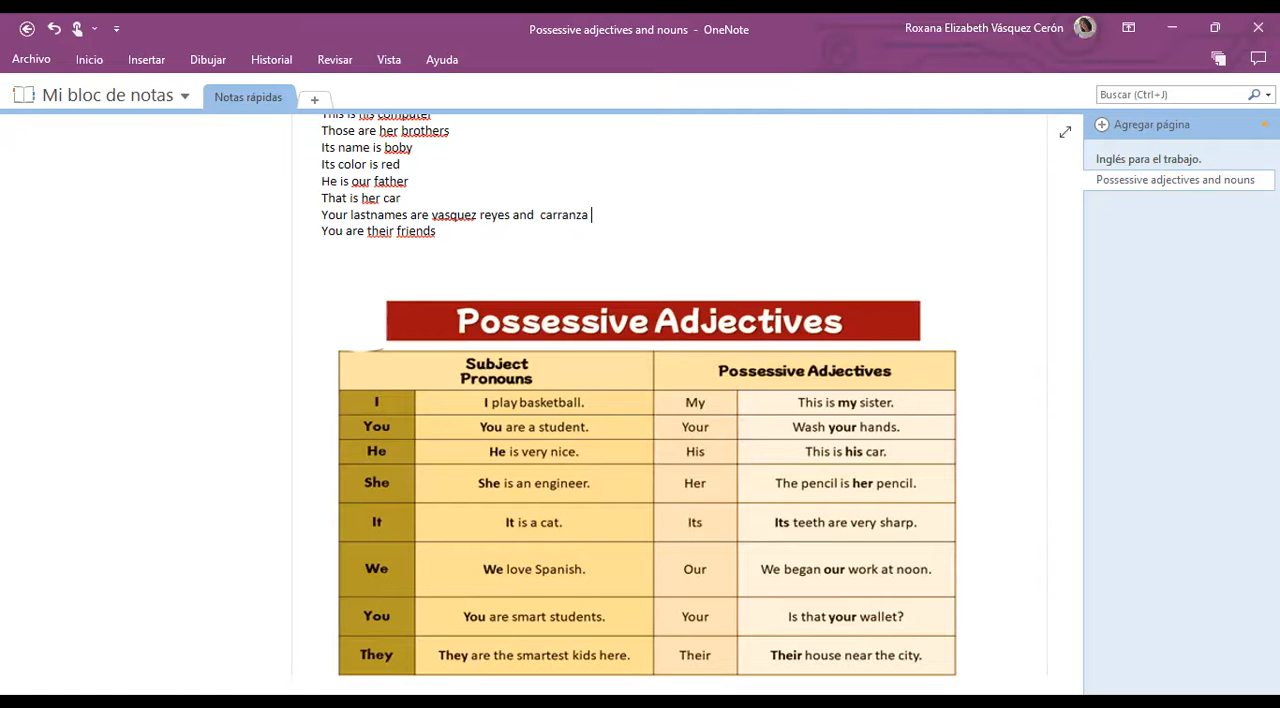 Possessive adjectives and nouns - OneNote
Roxana Elizabeth Vásquez Cerón
Archivo Inicio Insertar Dibujar Historial Revisar Vista Ayuda
Mi bloc de notas Notas rápidas
Buscar (Ctrl+J)
Agregar página
Inglés para el trabajo.
Possessive adjectives and nouns
This is his computer
Those are her brothers
Its name is boby
Its color is red
He is our father
That is her car
Your lastnames are vasquez reyes and carranza
You are their friends
Possessive Adjectives
Subject Pronouns Possessive Adjectives
I I play basketball. My This is my sister.
You You are a student. Your Wash your hands.
He He is very nice. His This is his car.
She She is an engineer. Her The pencil is her pencil.
It It is a cat. Its Its teeth are very sharp.
We We love Spanish. Our We began our work at noon.
You You are smart students. Your Is that your wallet?
They They are the smartest kids here. Their Their house near the city.